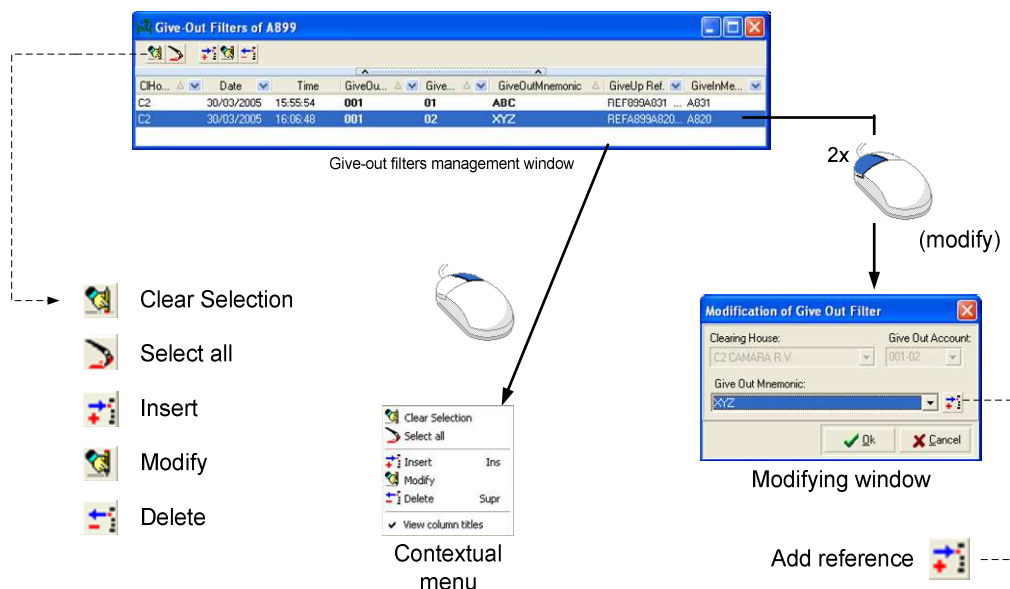 Give-Out Filters of A899
ClHo... Date Time GiveOu... Give... GiveOutMnemonic GiveUp Ref. GiveInMe...
C2 30/03/2005 15:55:54 001 01 ABC REF899A831 ... A831
C2 30/03/2005 16:06:48 001 02 XYZ REFA899A820... A820
Give-out filters management window
2x
(modify)
Clear Selection
Select all
Insert
Modify
Delete
Clear Selection
Select all
Insert Ins
Modify
Delete Supr
View column titles
Contextual
menu
Modification of Give Out Filter
Clearing House: Give Out Account:
C2 CAMARA R.V. 001-02
Give Out Mnemonic:
XYZ
Ok Cancel
Modifying window
Add reference